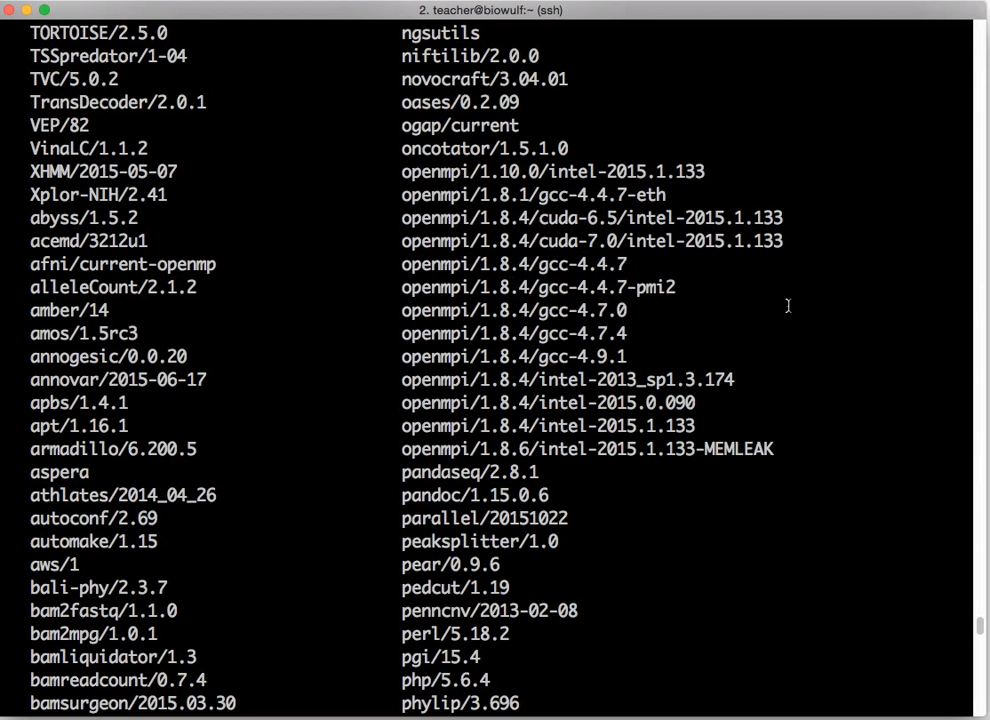 2. teacher@biowulf:~ (ssh)
TORTOISE/2.5.0 ngsutils
TSSpredator/1-04 niftilib/2.0.0
TVC/5.0.2 novocraft/3.04.01
TransDecoder/2.0.1 oases/0.2.09
VEP/82 ogap/current
VinaLC/1.1.2 oncotator/1.5.1.0
XHMM/2015-05-07 openmpi/1.10.0/intel-2015.1.133
Xplor-NIH/2.41 openmpi/1.8.1/gcc-4.4.7-eth
abyss/1.5.2 openmpi/1.8.4/cuda-6.5/intel-2015.1.133
acemd/3212u1 openmpi/1.8.4/cuda-7.0/intel-2015.1.133
afni/current-openmp openmpi/1.8.4/gcc-4.4.7
alleleCount/2.1.2 openmpi/1.8.4/gcc-4.4.7-pmi2
amber/14 openmpi/1.8.4/gcc-4.7.0
amos/1.5rc3 openmpi/1.8.4/gcc-4.7.4
annogesic/0.0.20 openmpi/1.8.4/gcc-4.9.1
annovar/2015-06-17 openmpi/1.8.4/intel-2013_sp1.3.174
apbs/1.4.1 openmpi/1.8.4/intel-2015.0.090
apt/1.16.1 openmpi/1.8.4/intel-2015.1.133
armadillo/6.200.5 openmpi/1.8.6/intel-2015.1.133-MEMLEAK
aspera pandaseq/2.8.1
athlates/2014_04_26 pandoc/1.15.0.6
autoconf/2.69 parallel/20151022
automake/1.15 peaksplitter/1.0
aws/1 pear/0.9.6
bali-phy/2.3.7 pedcut/1.19
bam2fastq/1.1.0 penncnv/2013-02-08
bam2mpg/1.0.1 perl/5.18.2
bamliquidator/1.3 pgi/15.4
bamreadcount/0.7.4 php/5.6.4
bamsurgeon/2015.03.30 phylip/3.696